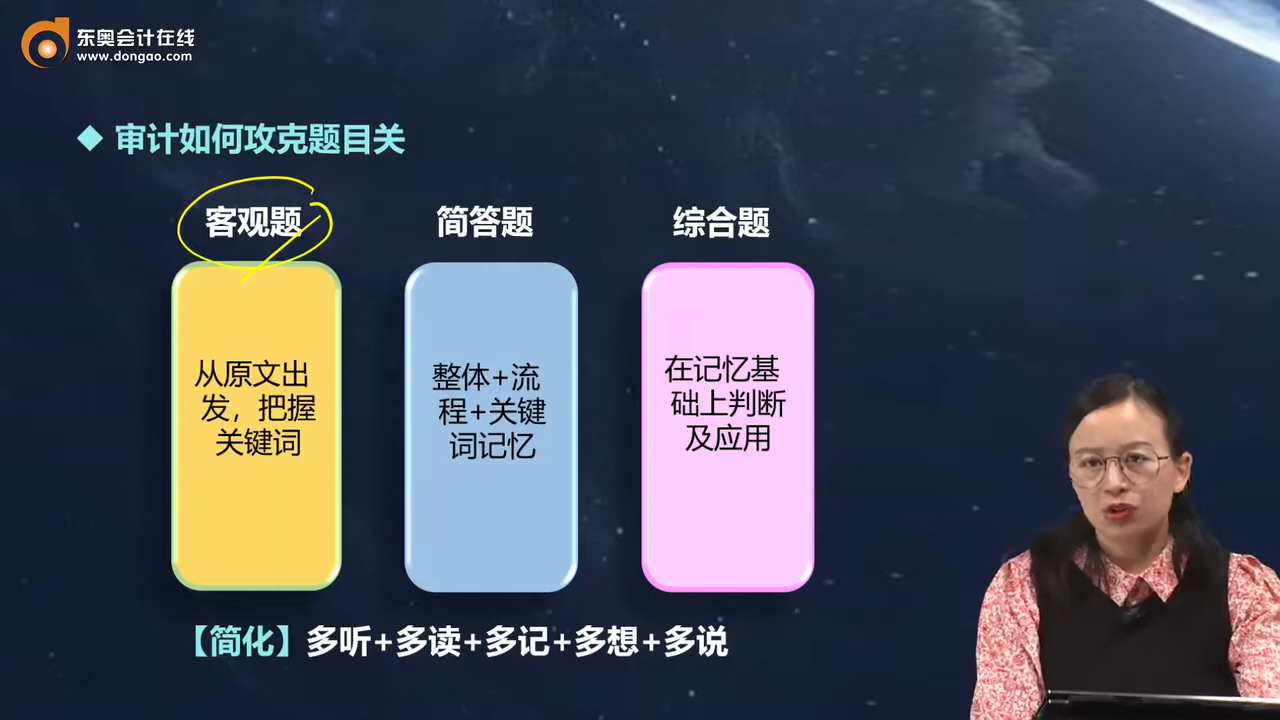 东奥会计在线
www.dongao.com
审计如何攻克题目关
客观题
简答题
综合题
从原文出
发，把握
关键词
整体+流
程+关键
词记忆
在记忆基
础上判断
及应用
【简化】多听+多读+多记+多想+多说